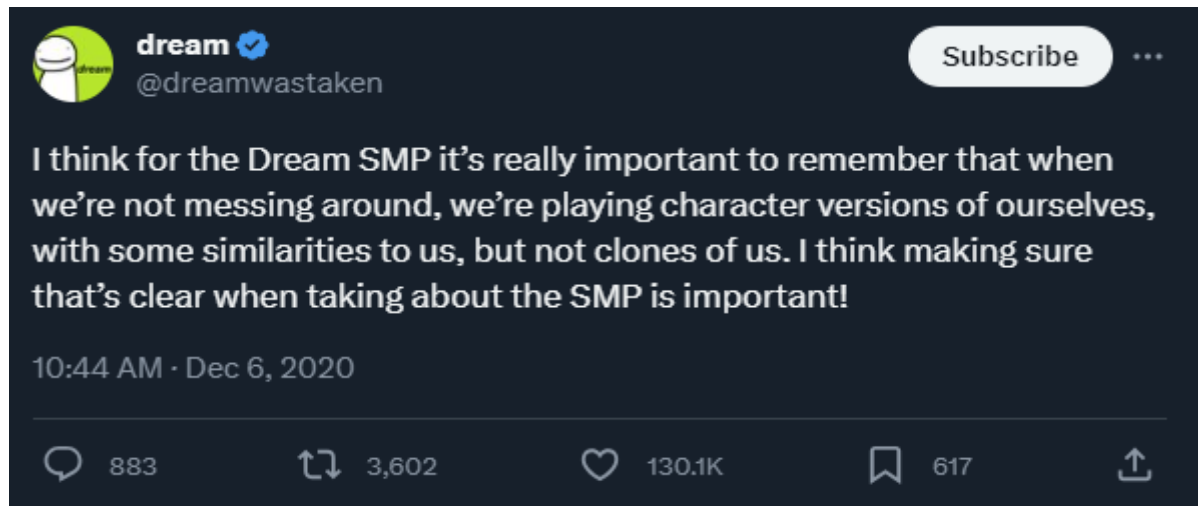 dream
@dreamwastaken
Subscribe
dream
I think for the Dream SMP it's really important to remember that when
we're not messing around, we're playing character versions of ourselves,
with some similarities to us, but not clones of us. I think making sure
that's clear when taking about the SMP is important!
10:44 AM · Dec 6, 2020
883
3,602
130.1K
617